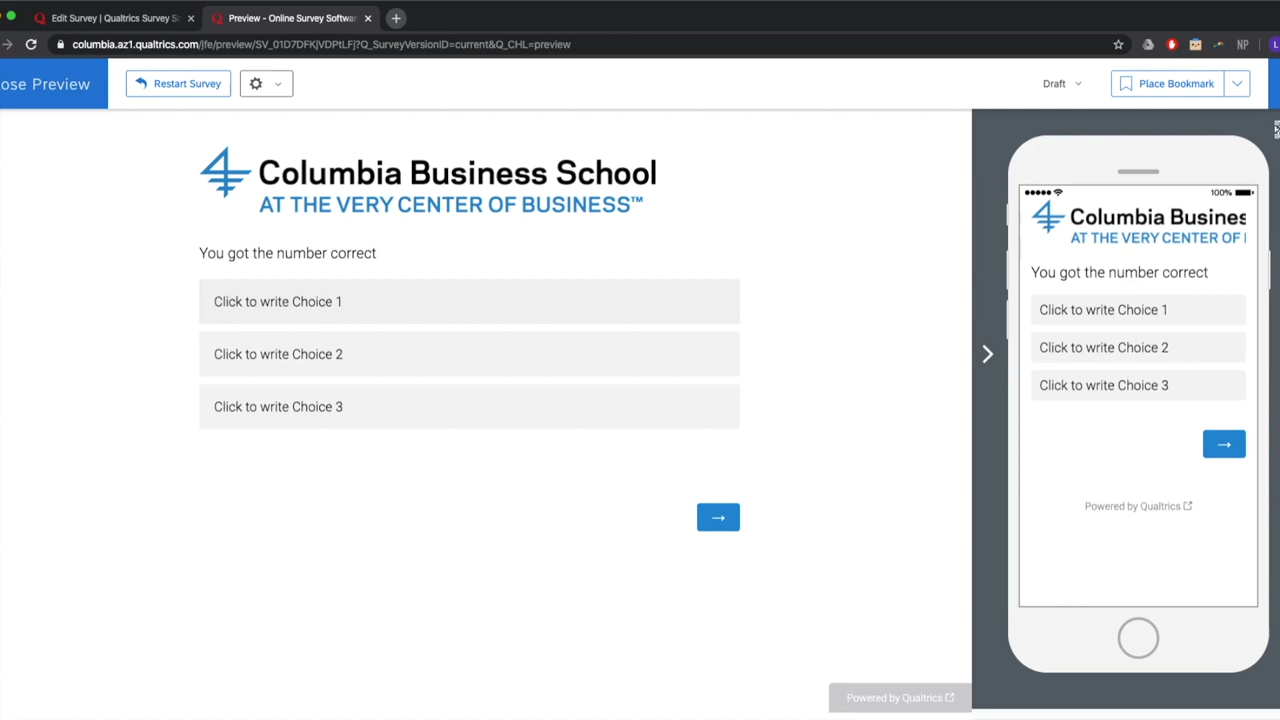 Edit Survey | Qualtrics Survey So
Preview - Online Survey Softwar
columbia.az1.qualtrics.com/jfe/preview/SV_01D7DFKjVDPtLFj?Q_SurveyVersionID=current&Q_CHL=preview
NP
L
ose Preview
Restart Survey
Draft
Place Bookmark
Columbia Business School
AT THE VERY CENTER OF BUSINESS™
You got the number correct
Click to write Choice 1
Click to write Choice 2
Click to write Choice 3
→
Powered by Qualtrics
100%
Columbia Busines
AT THE VERY CENTER OF
You got the number correct
Click to write Choice 1
Click to write Choice 2
Click to write Choice 3
→
Powered by Qualtrics